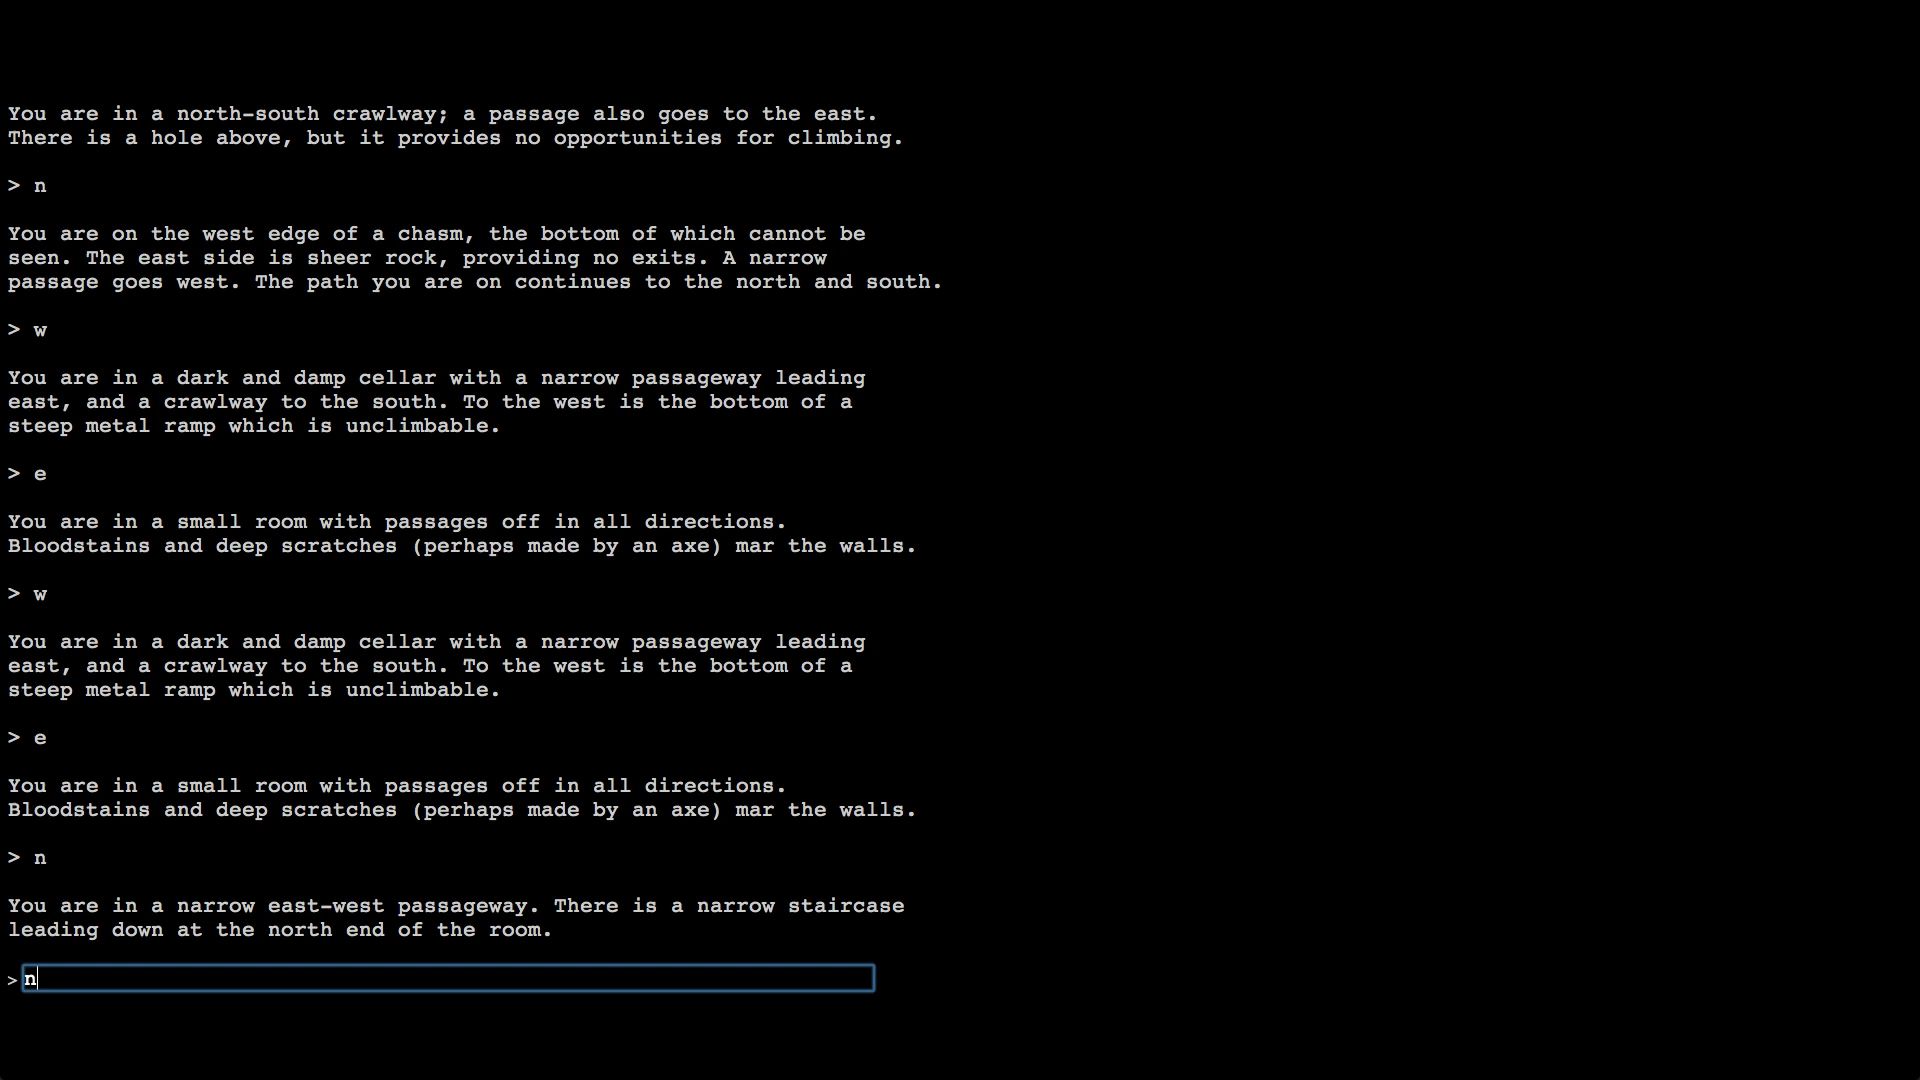 You are in a north-south crawlway; a passage also goes to the east.
There is a hole above, but it provides no opportunities for climbing.
> n
You are on the west edge of a chasm, the bottom of which cannot be
seen. The east side is sheer rock, providing no exits. A narrow
passage goes west. The path you are on continues to the north and south.
> w
You are in a dark and damp cellar with a narrow passageway leading
east, and a crawlway to the south. To the west is the bottom of a
steep metal ramp which is unclimbable.
> e
You are in a small room with passages off in all directions.
Bloodstains and deep scratches (perhaps made by an axe) mar the walls.
> w
You are in a dark and damp cellar with a narrow passageway leading
east, and a crawlway to the south. To the west is the bottom of a
steep metal ramp which is unclimbable.
> e
You are in a small room with passages off in all directions.
Bloodstains and deep scratches (perhaps made by an axe) mar the walls.
> n
You are in a narrow east-west passageway. There is a narrow staircase
leading down at the north end of the room.
>n